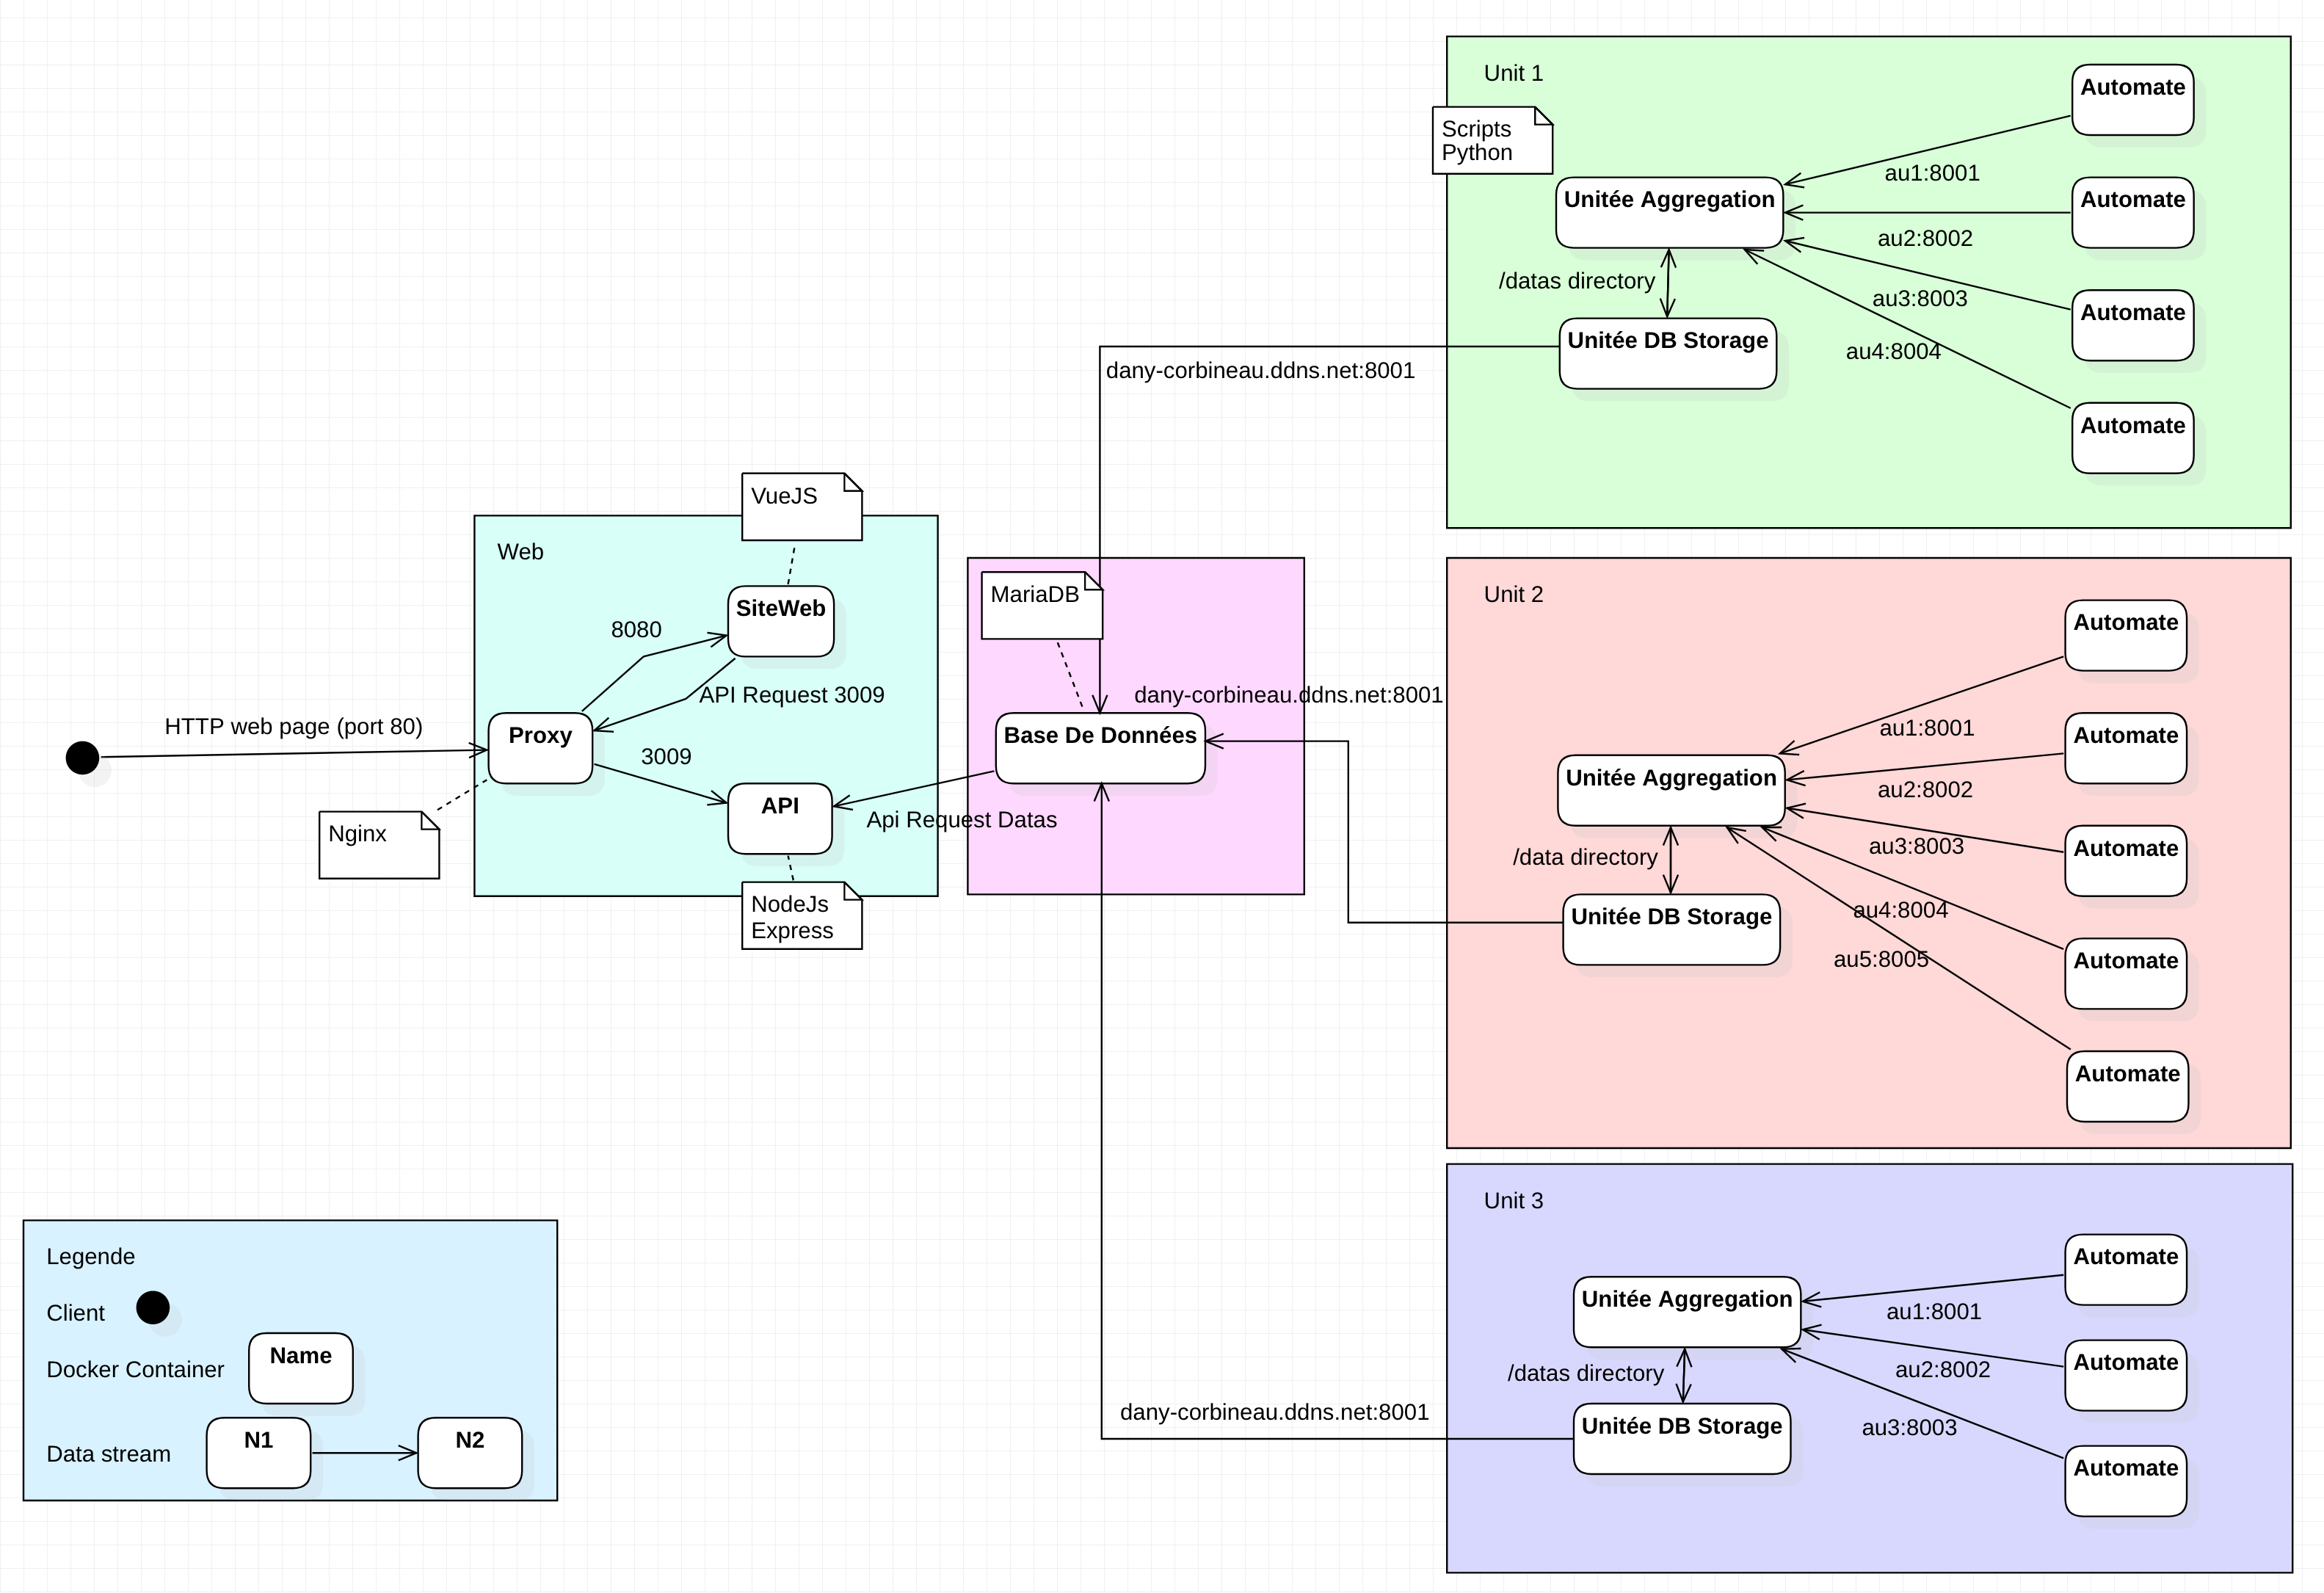 Unit 1
Scripts
Python
Automate
au1:8001
Unitée Aggregation
Automate
au2:8002
/datas directory
au3:8003
Automate
Unitée DB Storage
au4:8004
dany-corbineau.ddns.net:8001
Automate
VueJS
Web
SiteWeb
8080
API Request 3009
HTTP web page (port 80)
Proxy
3009
API
Nginx
NodeJs
Express
MariaDB
dany-corbineau.ddns.net:8001
Base De Données
Api Request Datas
Unit 2
Automate
au1:8001
Automate
Unitée Aggregation
au2:8002
Automate
au3:8003
/data directory
Unitée DB Storage
au4:8004
au5:8005
Automate
Automate
Unit 3
Automate
Unitée Aggregation
au1:8001
/datas directory
au2:8002
Automate
dany-corbineau.ddns.net:8001
Unitée DB Storage
au3:8003
Automate
Legende
Client
Docker Container
Name
Data stream
N1
N2